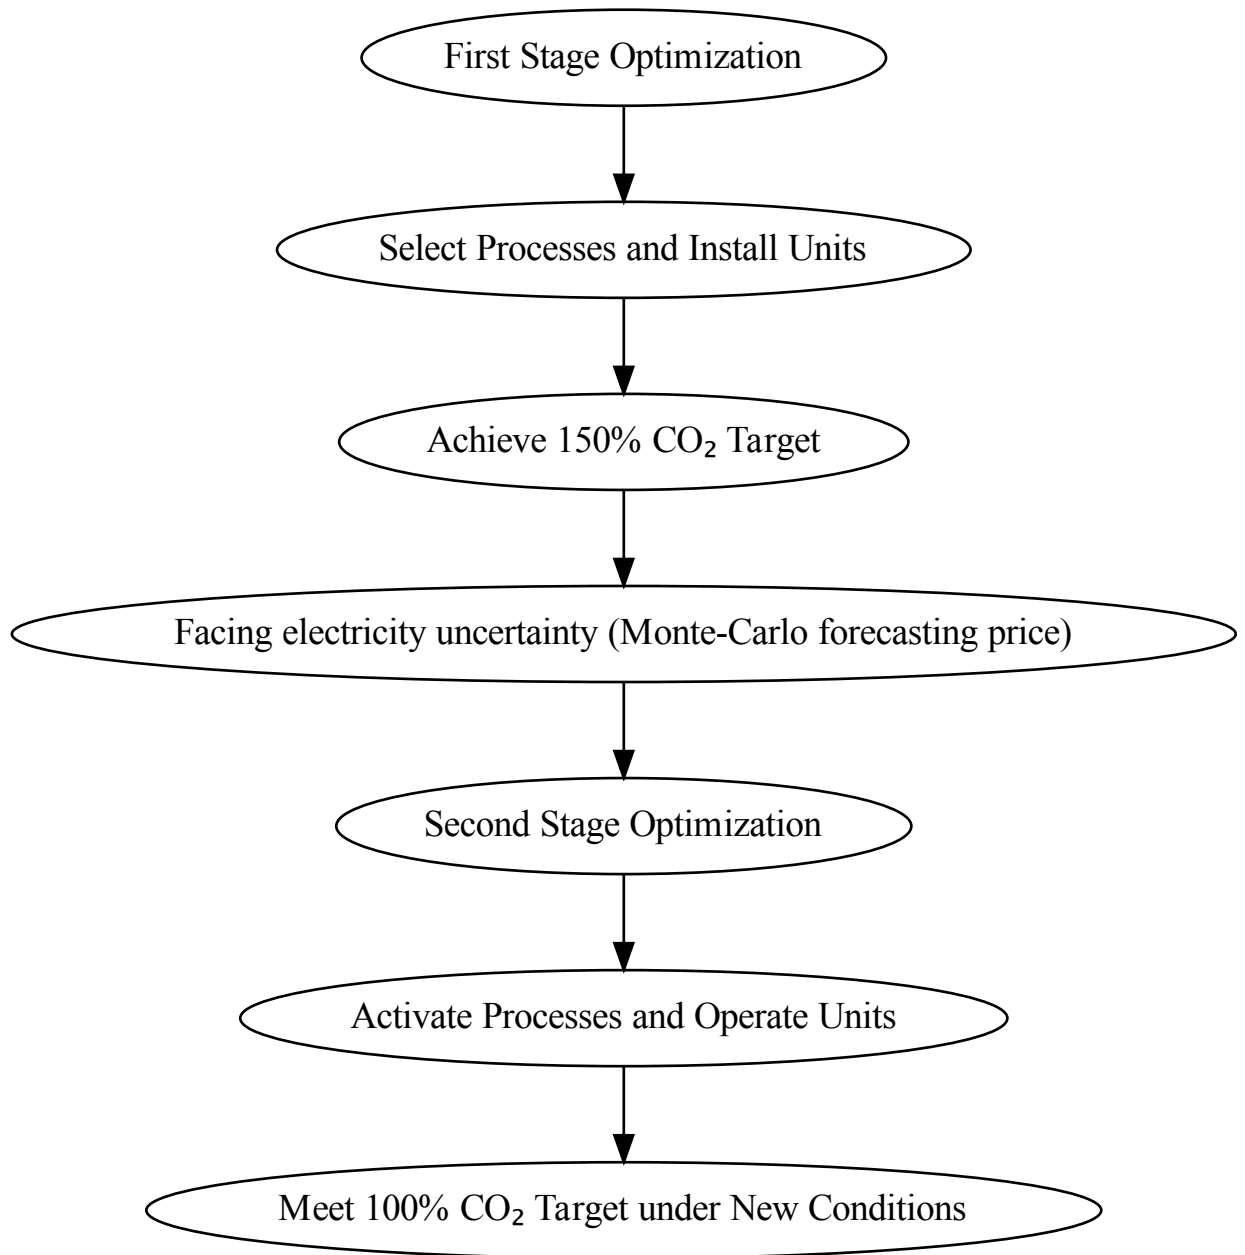 First Stage Optimization
Select Processes and Install Units
Achieve 150% CO₂ Target
Facing electricity uncertainty (Monte-Carlo forecasting price)
Second Stage Optimization
Activate Processes and Operate Units
Meet 100% CO₂ Target under New Conditions